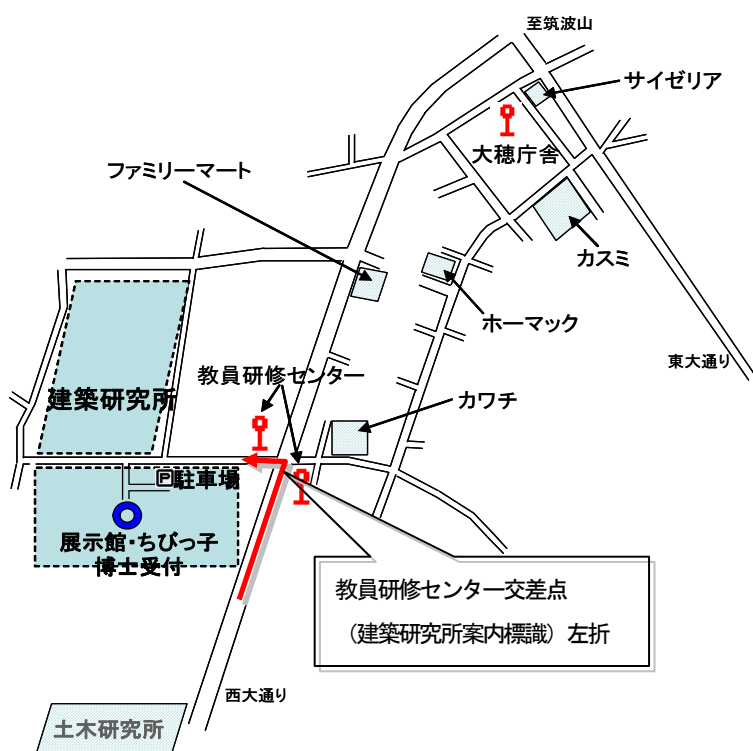 至筑波山
サイゼリア
大穂庁舎
ファミリーマート
カスミ
ホーマック
東大通り
教員研修センター
建築研究所
カワチ
P駐車場
展示館・ちびっ子
博士受付
教員研修センター交差点
（建築研究所案内標識）左折
西大通り
土木研究所